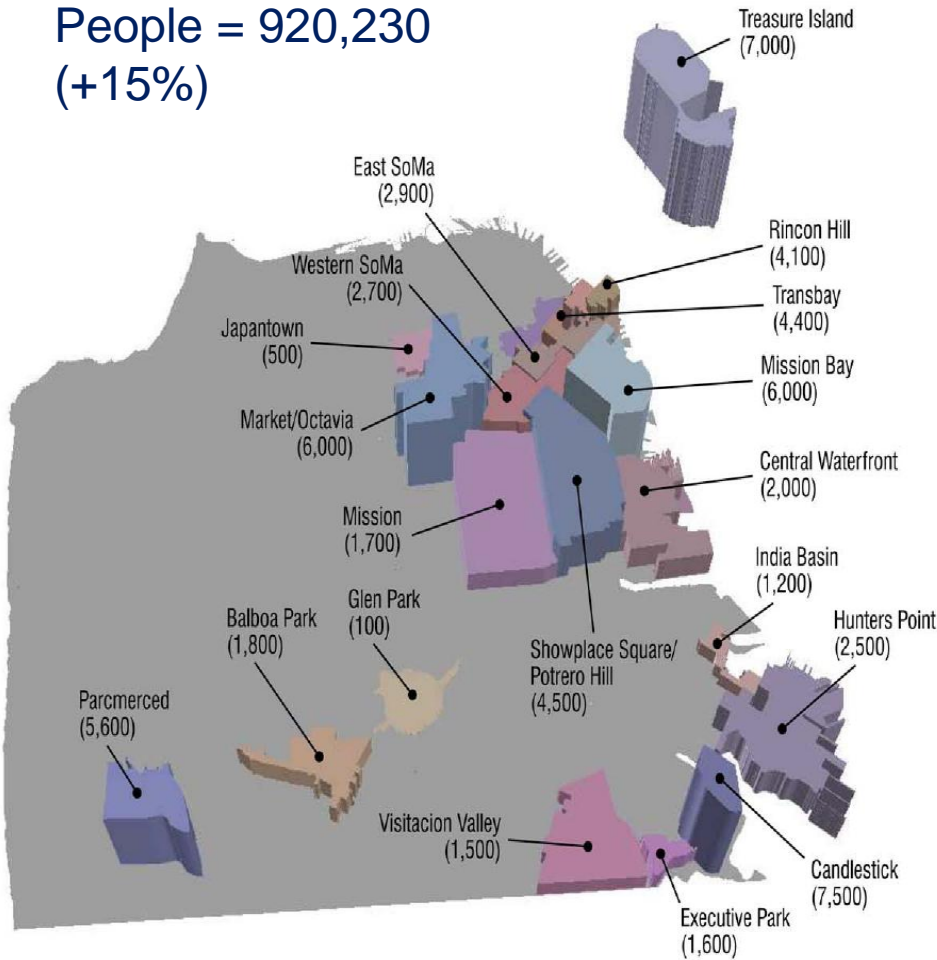 People = 920,230
(+15%)
Treasure Island
(7,000)
East SoMa
(2,900)
Rincon Hill
(4,100)
Western SoMa
(2,700)
Transbay
(4,400)
Japantown
(500)
Mission Bay
(6,000)
Market/Octavia
(6,000)
Central Waterfront
(2,000)
Mission
(1,700)
India Basin
(1,200)
Glen Park
(100)
Balboa Park
(1,800)
Hunters Point
(2,500)
Showplace Square/
Potrero Hill
(4,500)
Parcmerced
(5,600)
Visitacion Valley
(1,500)
Candlestick
(7,500)
Executive Park
(1,600)